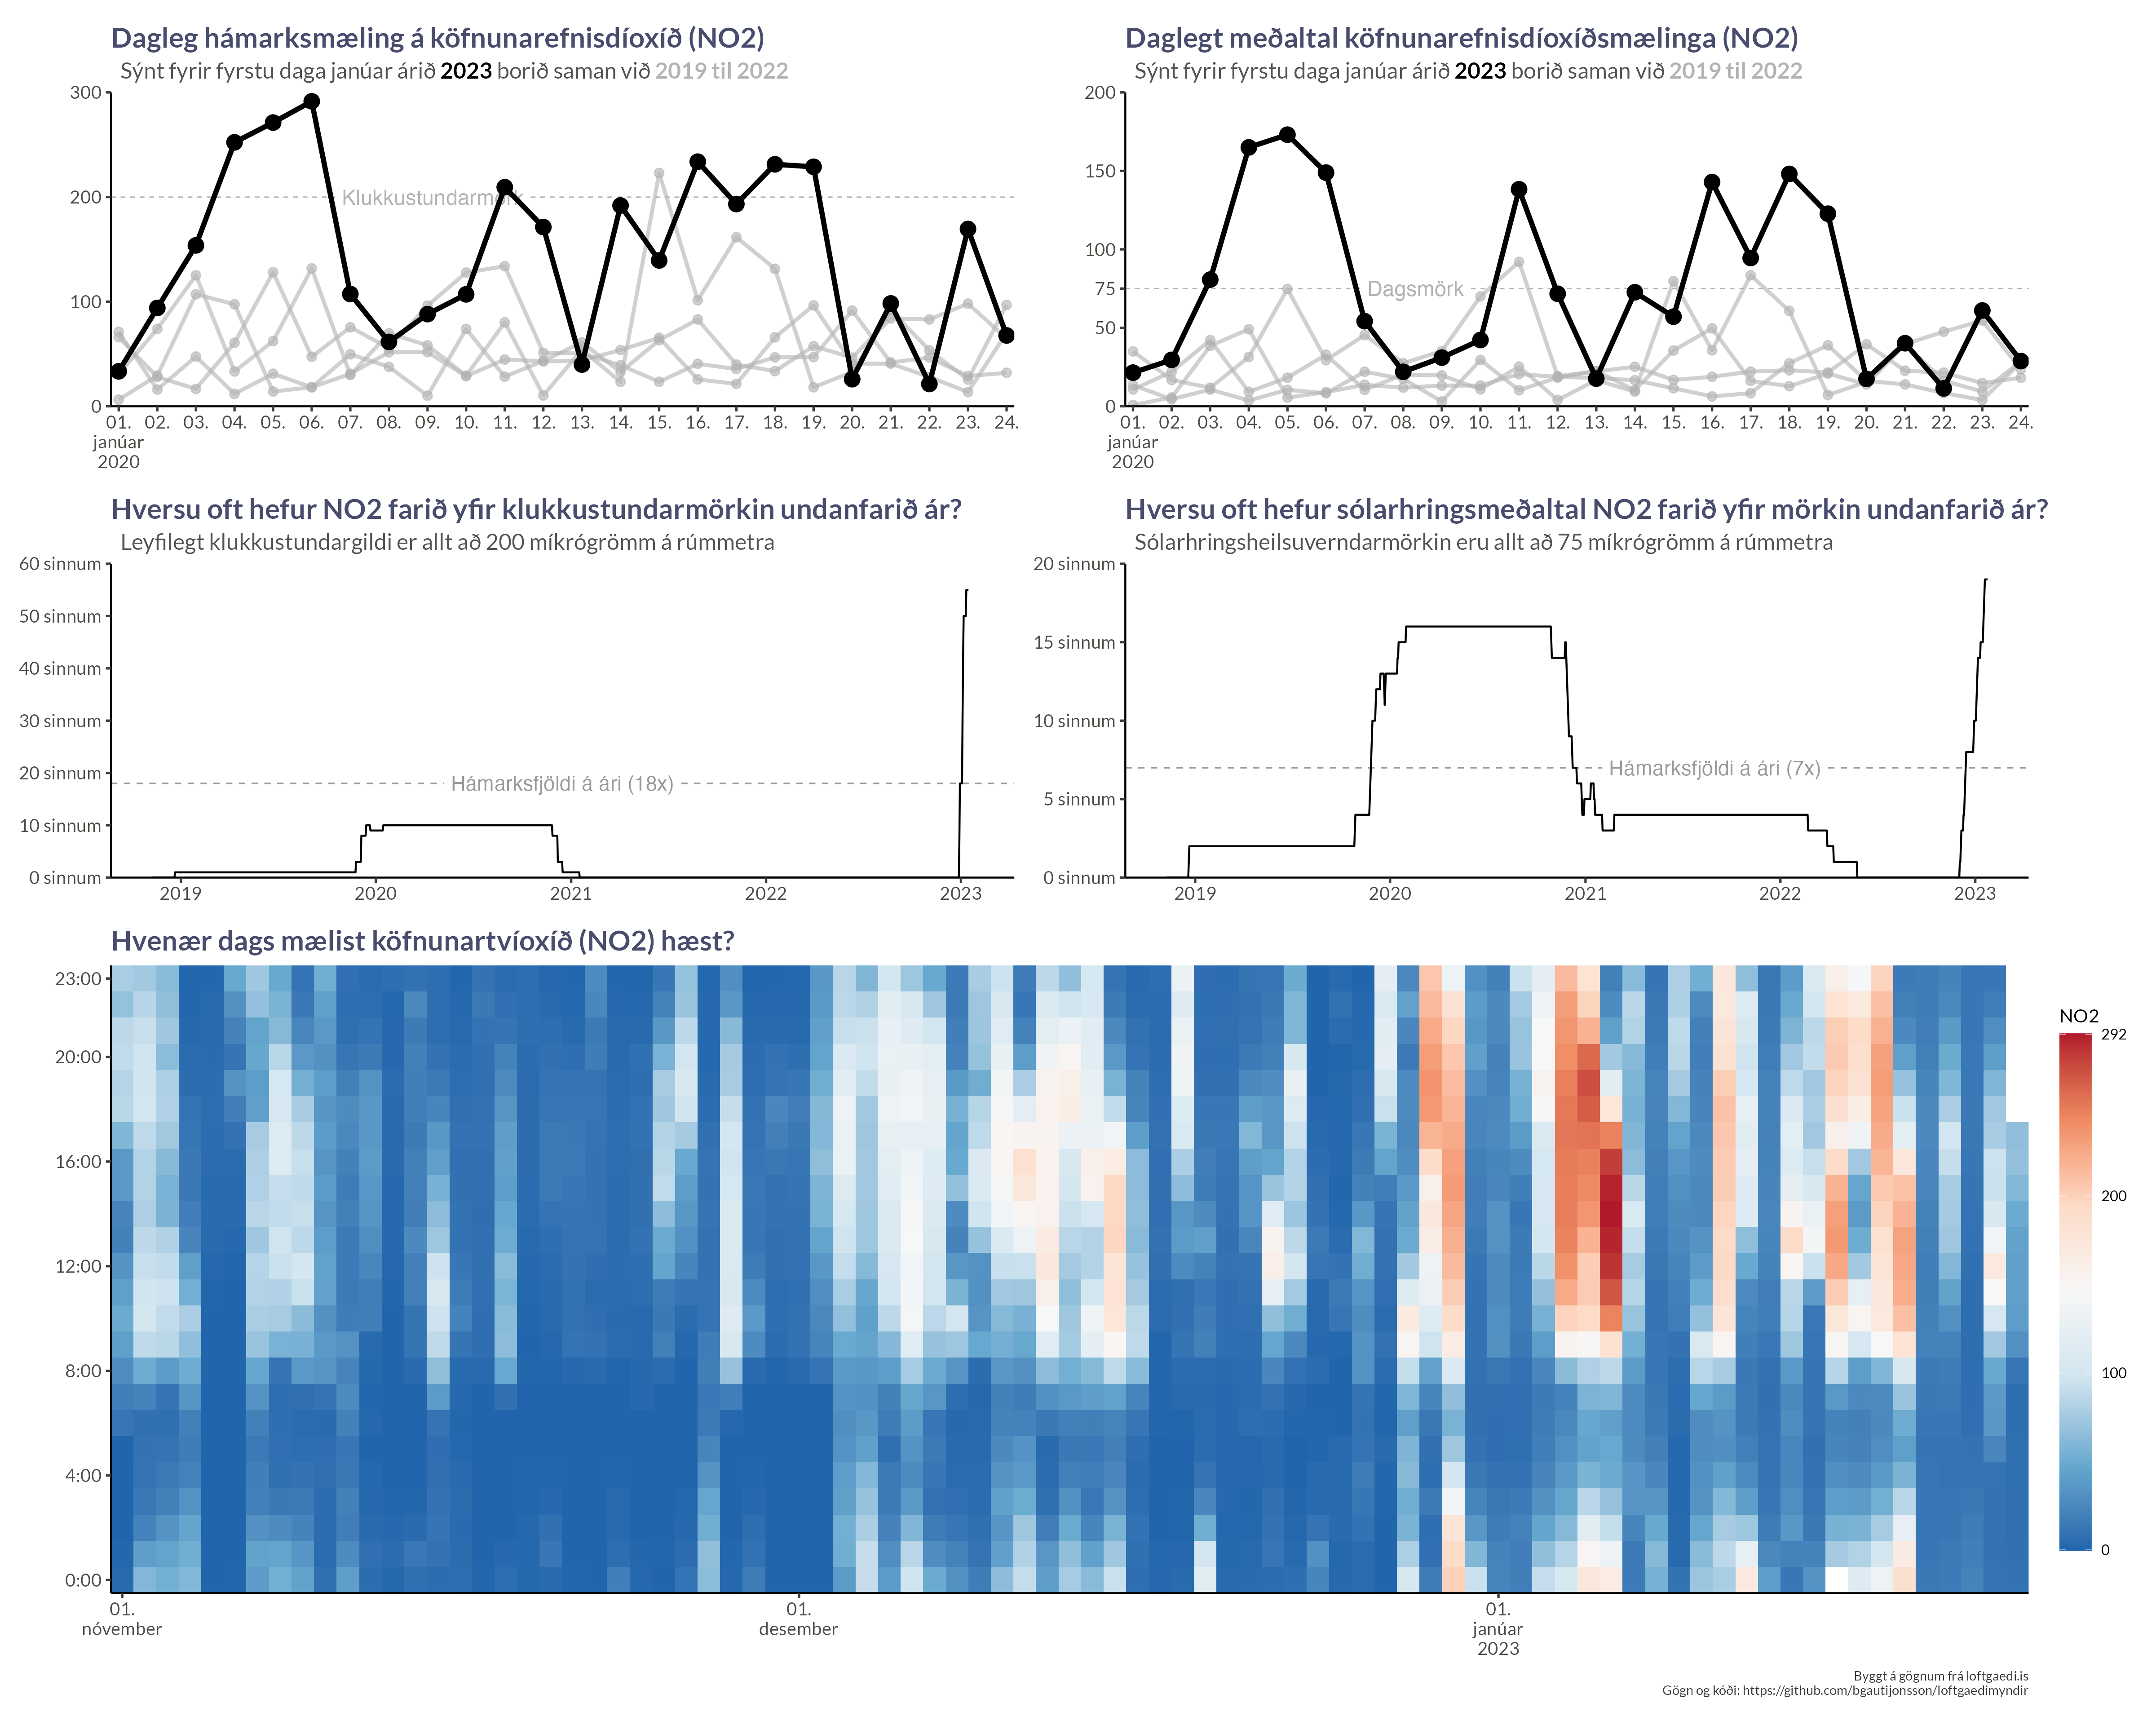 Dagleg hámarksmæling á köfnunarefnisdíoxíð (NO2)
Sýnt fyrir fyrstu daga janúar árið 2023 borið saman við 2019 til 2022
300
200
100
0
Klukkustundarmörk
01. 02. 03. 04. 05. 06. 07. 08. 09. 10. 11. 12. 13. 14. 15. 16. 17. 18. 19. 20. 21. 22. 23. 24.
janúar
2020
Daglegt meðaltal köfnunarefnisdíoxíðsmælinga (NO2)
Sýnt fyrir fyrstu daga janúar árið 2023 borið saman við 2019 til 2022
200
150
100
75
50
0
Dagsmörk
01. 02. 03. 04. 05. 06. 07. 08. 09. 10. 11. 12. 13. 14. 15. 16. 17. 18. 19. 20. 21. 22. 23. 24.
janúar
2020
Hversu oft hefur NO2 farið yfir klukkustundarmörkin undanfarið ár?
Leyfilegt klukkustundargildi er allt að 200 míkrógrömm á rúmmetra
60 sinnum
50 sinnum
40 sinnum
30 sinnum
20 sinnum
10 sinnum
0 sinnum
Hámarksfjöldi á ári (18x)
2019 2020 2021 2022 2023
Hversu oft hefur sólarhringsmeðaltal NO2 farið yfir mörkin undanfarið ár?
Sólarhringsheilsuverndarmörkin eru allt að 75 míkrógrömm á rúmmetra
20 sinnum
15 sinnum
10 sinnum
5 sinnum
0 sinnum
Hámarksfjöldi á ári (7x)
2019 2020 2021 2022 2023
Hvenær dags mælist köfnunartvíoxíð (NO2) hæst?
23:00
20:00
16:00
12:00
8:00
4:00
0:00
01. 01. 01.
nóvember desember janúar
2023
NO2
292
200
100
0
Byggt á gögnum frá loftgaedi.is
Gögn og kóði: https://github.com/bgautijonsson/loftgaedimyndir